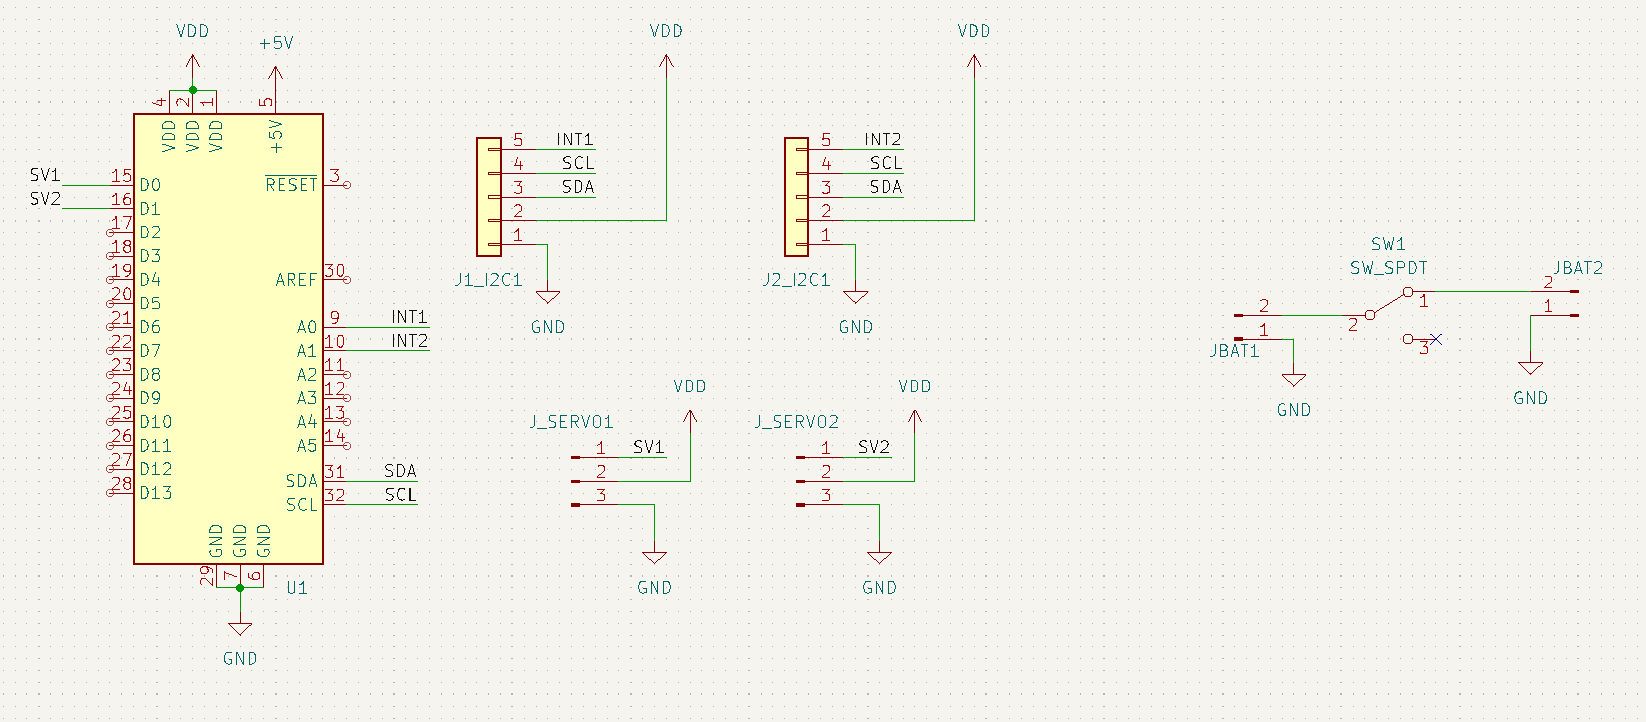 VDD
+5V
4
2
1
5
VDD
VDD
VDD
+5V
SV1
15
D0
SV2
16
D1
17
D2
18
D3
19
D4
20
D5
21
D6
22
D7
23
D8
24
D9
25
D10
26
D11
27
D12
28
D13
RESET
3
AREF
30
A0
9
INT1
A1
10
INT2
A2
11
A3
12
A4
13
A5
14
SDA
31
SDA
SCL
32
SCL
GND
GND
GND
29
7
6
U1
GND
VDD
5
INT1
4
SCL
3
SDA
2
1
J1_I2C1
GND
VDD
5
INT2
4
SCL
3
SDA
2
1
J2_I2C1
GND
VDD
J_SERVO1
1
SV1
2
3
GND
VDD
J_SERVO2
1
SV2
2
3
GND
SW1
SW_SPDT
JBAT2
2
1
2
1
2
1
3
JBAT1
GND
GND